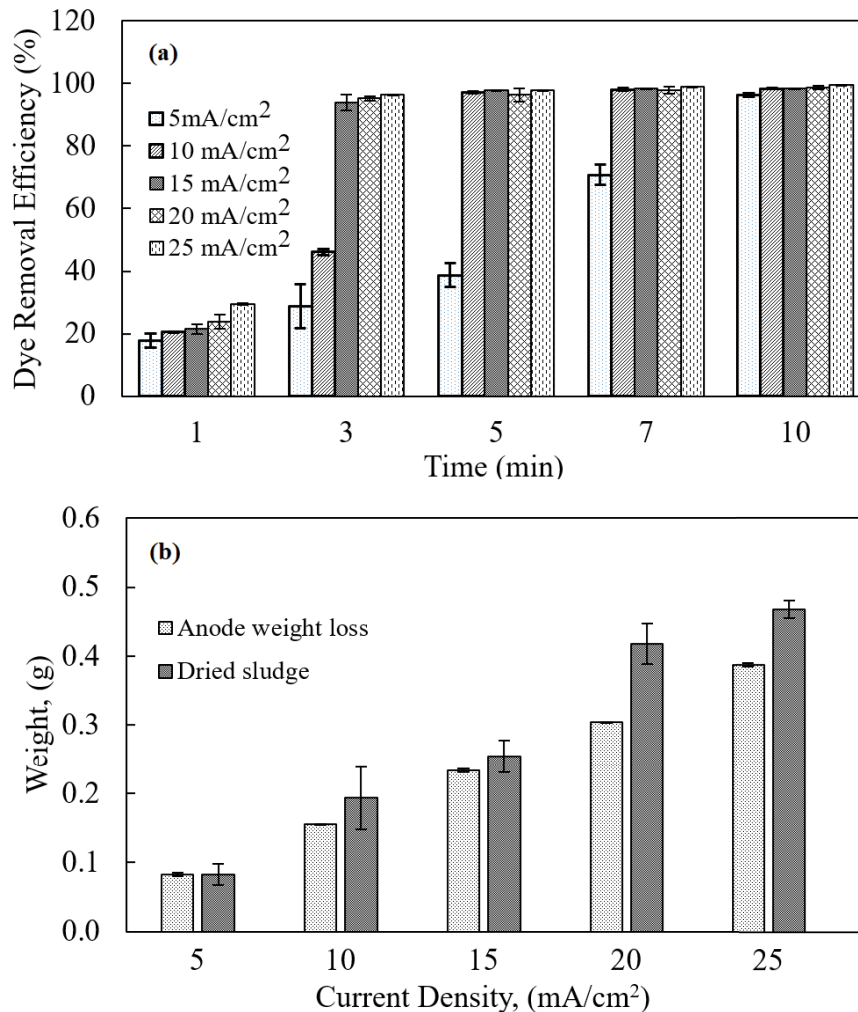 120
100
80
60
40
20
0
Dye Removal Efficiency (%)
(a)
5mA/cm²
10 mA/cm²
15 mA/cm²
20 mA/cm²
25 mA/cm²
1 3 5 7 10
Time (min)
0.6
0.5
0.4
0.3
0.2
0.1
0.0
Weight, (g)
(b)
Anode weight loss
Dried sludge
5 10 15 20 25
Current Density, (mA/cm²)